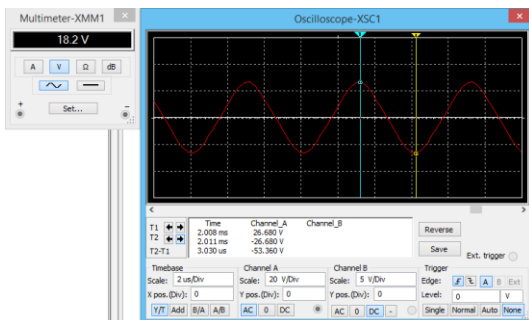 Multimeter-XMM1
×
18.2 V
A V Ω dB
Set...
+ −
Oscilloscope-XSC1
×
T1
T2
T2-T1
Time Channel_A Channel_B
2.008 ms 26.680 V
2.011 ms -26.680 V
3.030 us -53.360 V
Reverse
Save
Ext. trigger
Timebase
Scale: 2 us/Div
X pos.(Div): 0
Y/T Add B/A A/B
Channel A
Scale: 20 V/Div
Y pos.(Div): 0
AC 0 DC
Channel B
Scale: 5 V/Div
Y pos.(Div): 0
AC 0 DC -
Trigger
Edge: A B Ext
Level: 0 V
Single Normal Auto None